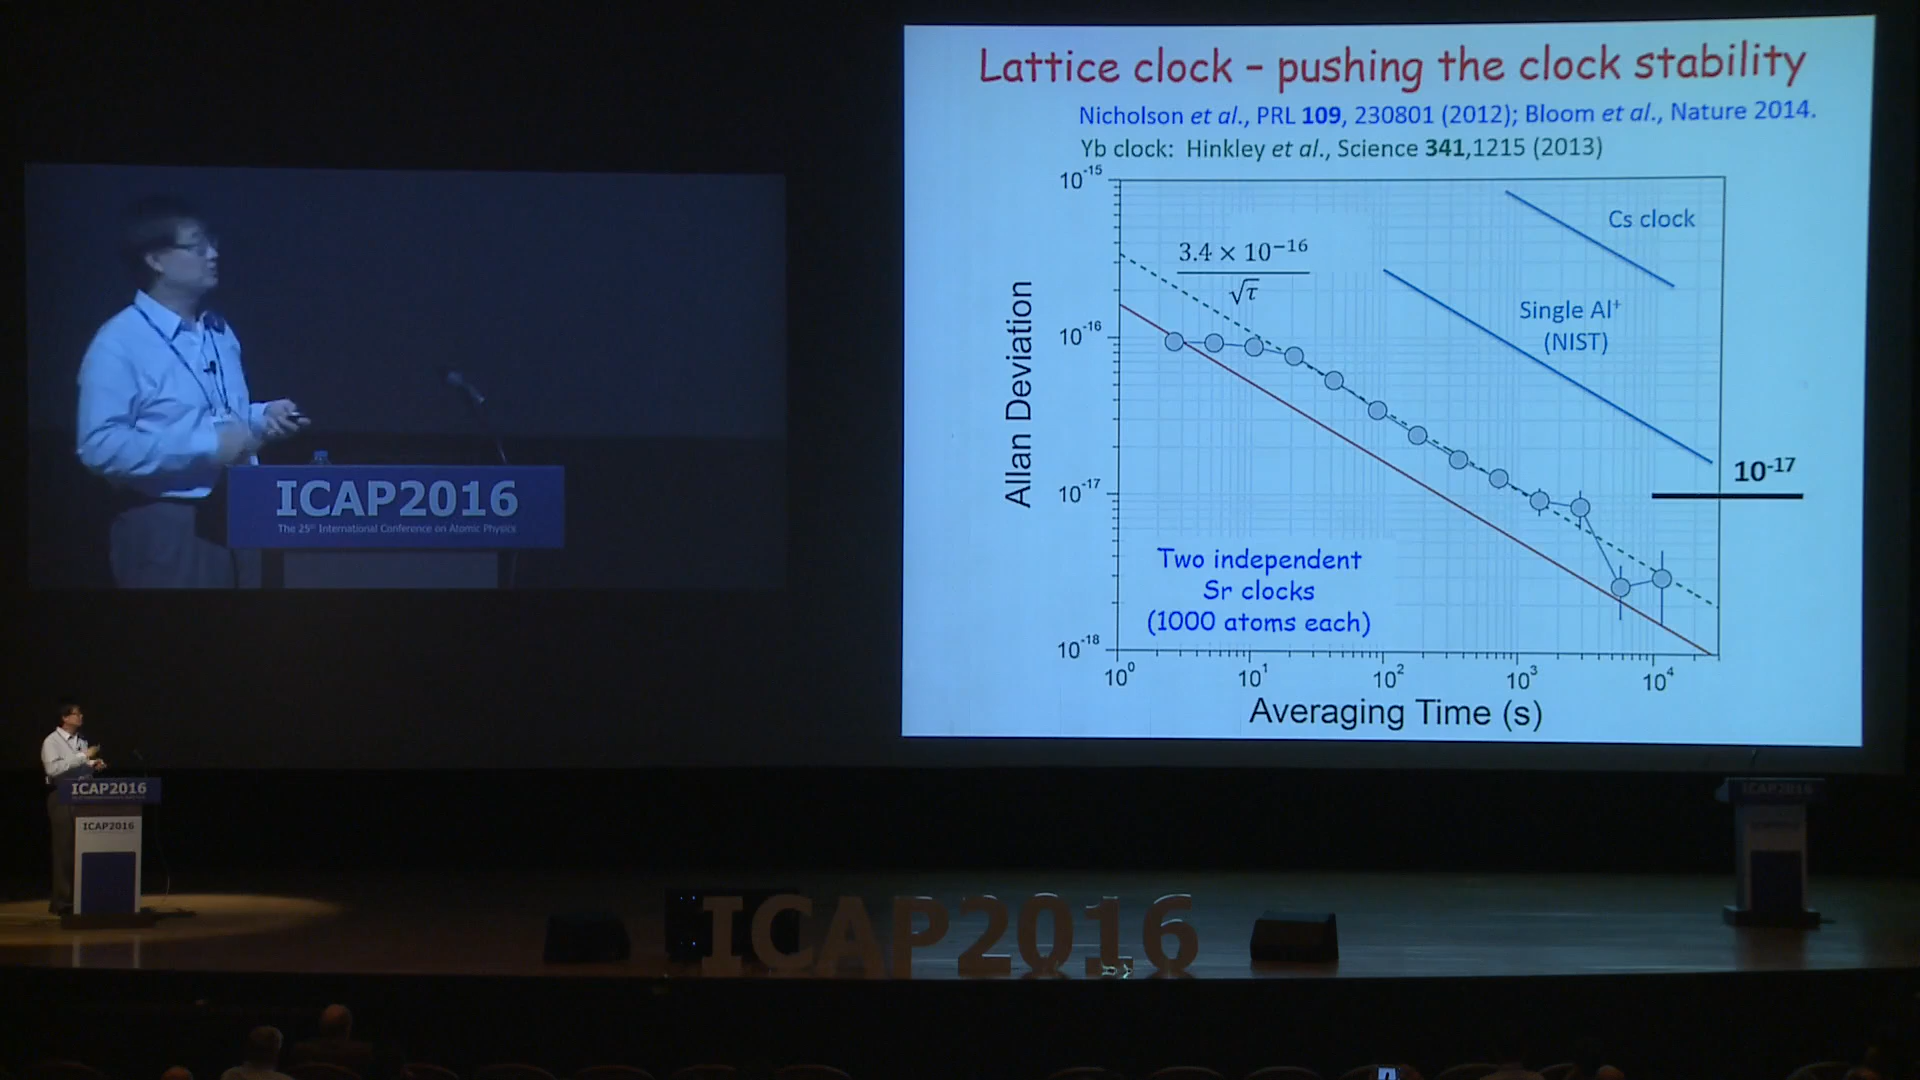 Lattice clock – pushing the clock stability
Nicholson et al., PRL 109, 230801 (2012); Bloom et al., Nature 2014.
Yb clock: Hinkley et al., Science 341,1215 (2013)
10⁻¹⁵
10⁻¹⁶
10⁻¹⁷
10⁻¹⁸
Allan Deviation
3.4 × 10⁻¹⁶
√τ
Cs clock
Single Al⁺
(NIST)
10⁻¹⁷
Two independent
Sr clocks
(1000 atoms each)
10⁰ 10¹ 10² 10³ 10⁴
Averaging Time (s)
ICAP2016
The 25th International Conference on Atomic Physics
ICAP2016
ICAP2016
ICAP2016
ICAP2016